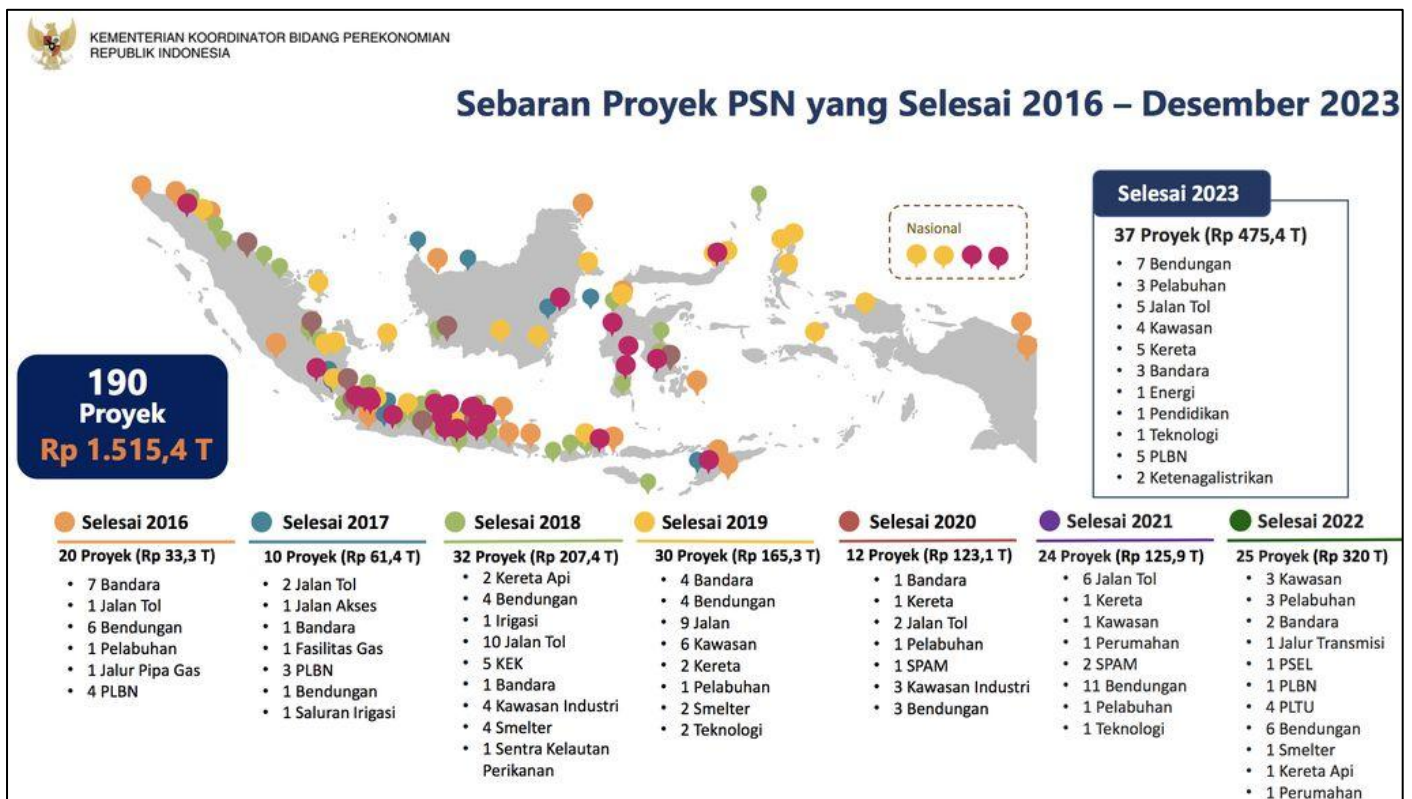 KEMENTERIAN KOORDINATOR BIDANG PEREKONOMIAN
REPUBLIK INDONESIA
Sebaran Proyek PSN yang Selesai 2016 – Desember 2023
Nasional
Selesai 2023
37 Proyek (Rp 475,4 T)
• 7 Bendungan
• 3 Pelabuhan
• 5 Jalan Tol
• 4 Kawasan
• 5 Kereta
• 3 Bandara
• 1 Energi
• 1 Pendidikan
• 1 Teknologi
• 5 PLBN
• 2 Ketenagalistrikan
190
Proyek
Rp 1.515,4 T
Selesai 2016
20 Proyek (Rp 33,3 T)
• 7 Bandara
• 1 Jalan Tol
• 6 Bendungan
• 1 Pelabuhan
• 1 Jalur Pipa Gas
• 4 PLBN
Selesai 2017
10 Proyek (Rp 61,4 T)
• 2 Jalan Tol
• 1 Jalan Akses
• 1 Bandara
• 1 Fasilitas Gas
• 3 PLBN
• 1 Bendungan
• 1 Saluran Irigasi
Selesai 2018
32 Proyek (Rp 207,4 T)
• 2 Kereta Api
• 4 Bendungan
• 1 Irigasi
• 10 Jalan Tol
• 5 KEK
• 1 Bandara
• 4 Kawasan Industri
• 4 Smelter
• 1 Sentra Kelautan
Perikanan
Selesai 2019
30 Proyek (Rp 165,3 T)
• 4 Bandara
• 4 Bendungan
• 9 Jalan
• 6 Kawasan
• 2 Kereta
• 1 Pelabuhan
• 2 Smelter
• 2 Teknologi
Selesai 2020
12 Proyek (Rp 123,1 T)
• 1 Bandara
• 1 Kereta
• 2 Jalan Tol
• 1 Pelabuhan
• 1 SPAM
• 3 Kawasan Industri
• 3 Bendungan
Selesai 2021
24 Proyek (Rp 125,9 T)
• 6 Jalan Tol
• 1 Kereta
• 1 Kawasan
• 1 Perumahan
• 2 SPAM
• 11 Bendungan
• 1 Pelabuhan
• 1 Teknologi
Selesai 2022
25 Proyek (Rp 320 T)
• 3 Kawasan
• 3 Pelabuhan
• 2 Bandara
• 1 Jalur Transmisi
• 1 PSEL
• 1 PLBN
• 4 PLTU
• 6 Bendungan
• 1 Smelter
• 1 Kereta Api
• 1 Perumahan